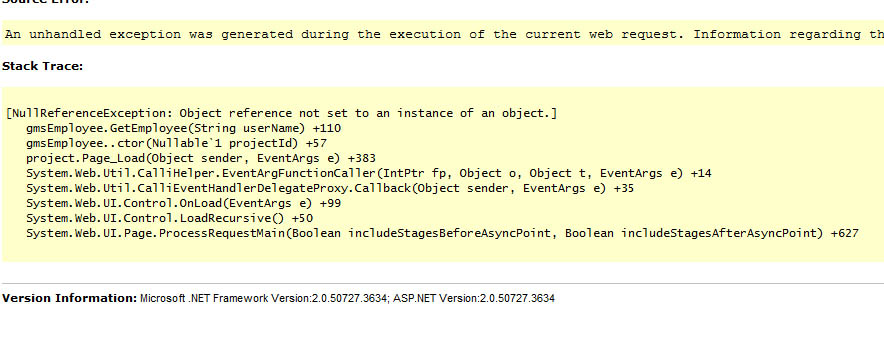 Source Error:
An unhandled exception was generated during the execution of the current web request. Information regarding th
Stack Trace:
[NullReferenceException: Object reference not set to an instance of an object.]
gmsEmployee.GetEmployee(String userName) +110
gmsEmployee..ctor(Nullable`1 projectId) +57
project.Page_Load(Object sender, EventArgs e) +383
System.Web.Util.CalliHelper.EventArgFunctionCaller(IntPtr fp, Object o, Object t, EventArgs e) +14
System.Web.Util.CalliEventHandlerDelegateProxy.Callback(Object sender, EventArgs e) +35
System.Web.UI.Control.OnLoad(EventArgs e) +99
System.Web.UI.Control.LoadRecursive() +50
System.Web.UI.Page.ProcessRequestMain(Boolean includeStagesBeforeAsyncPoint, Boolean includeStagesAfterAsyncPoint) +627
Version Information: Microsoft .NET Framework Version:2.0.50727.3634; ASP.NET Version:2.0.50727.3634